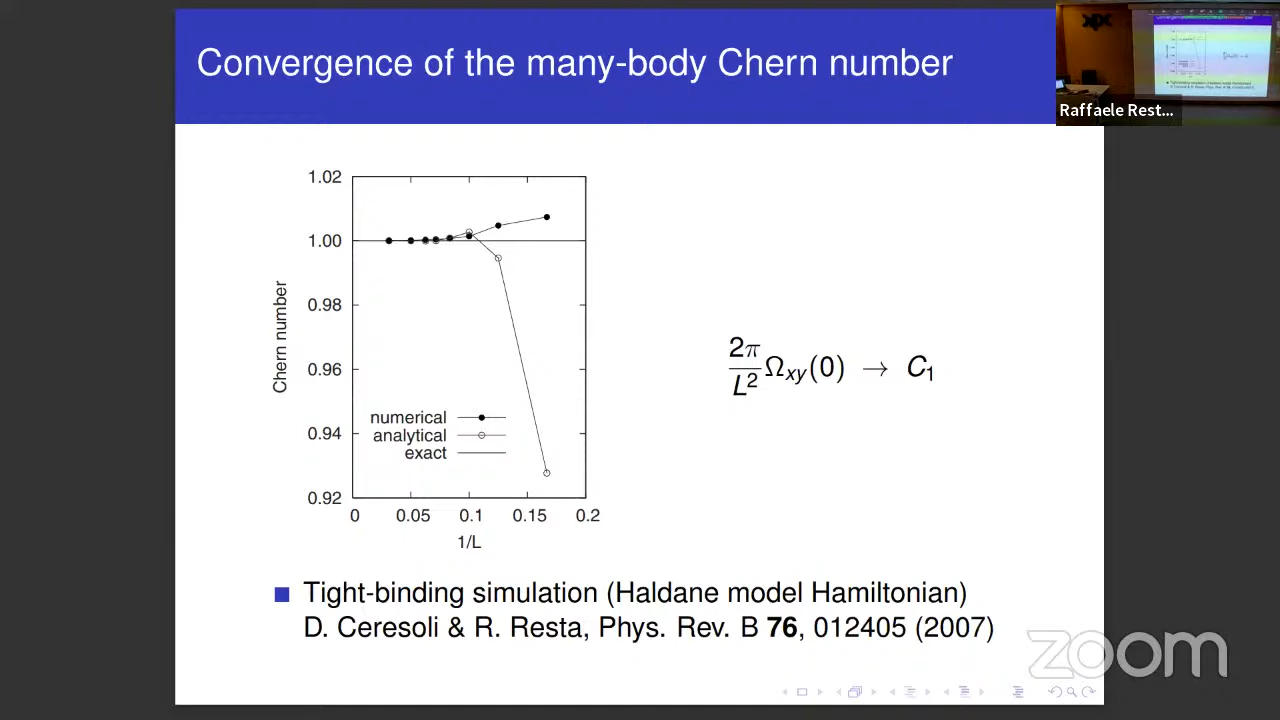 Convergence of the many-body Chern number
Raffaele Rest...
1.02
1.00
0.98
0.96
0.94
0.92
Chern number
numerical
analytical
exact
0 0.05 0.1 0.15 0.2
1/L
2π/L² Ωxy(0) → C₁
Tight-binding simulation (Haldane model Hamiltonian)
D. Ceresoli & R. Resta, Phys. Rev. B 76, 012405 (2007)
zoom